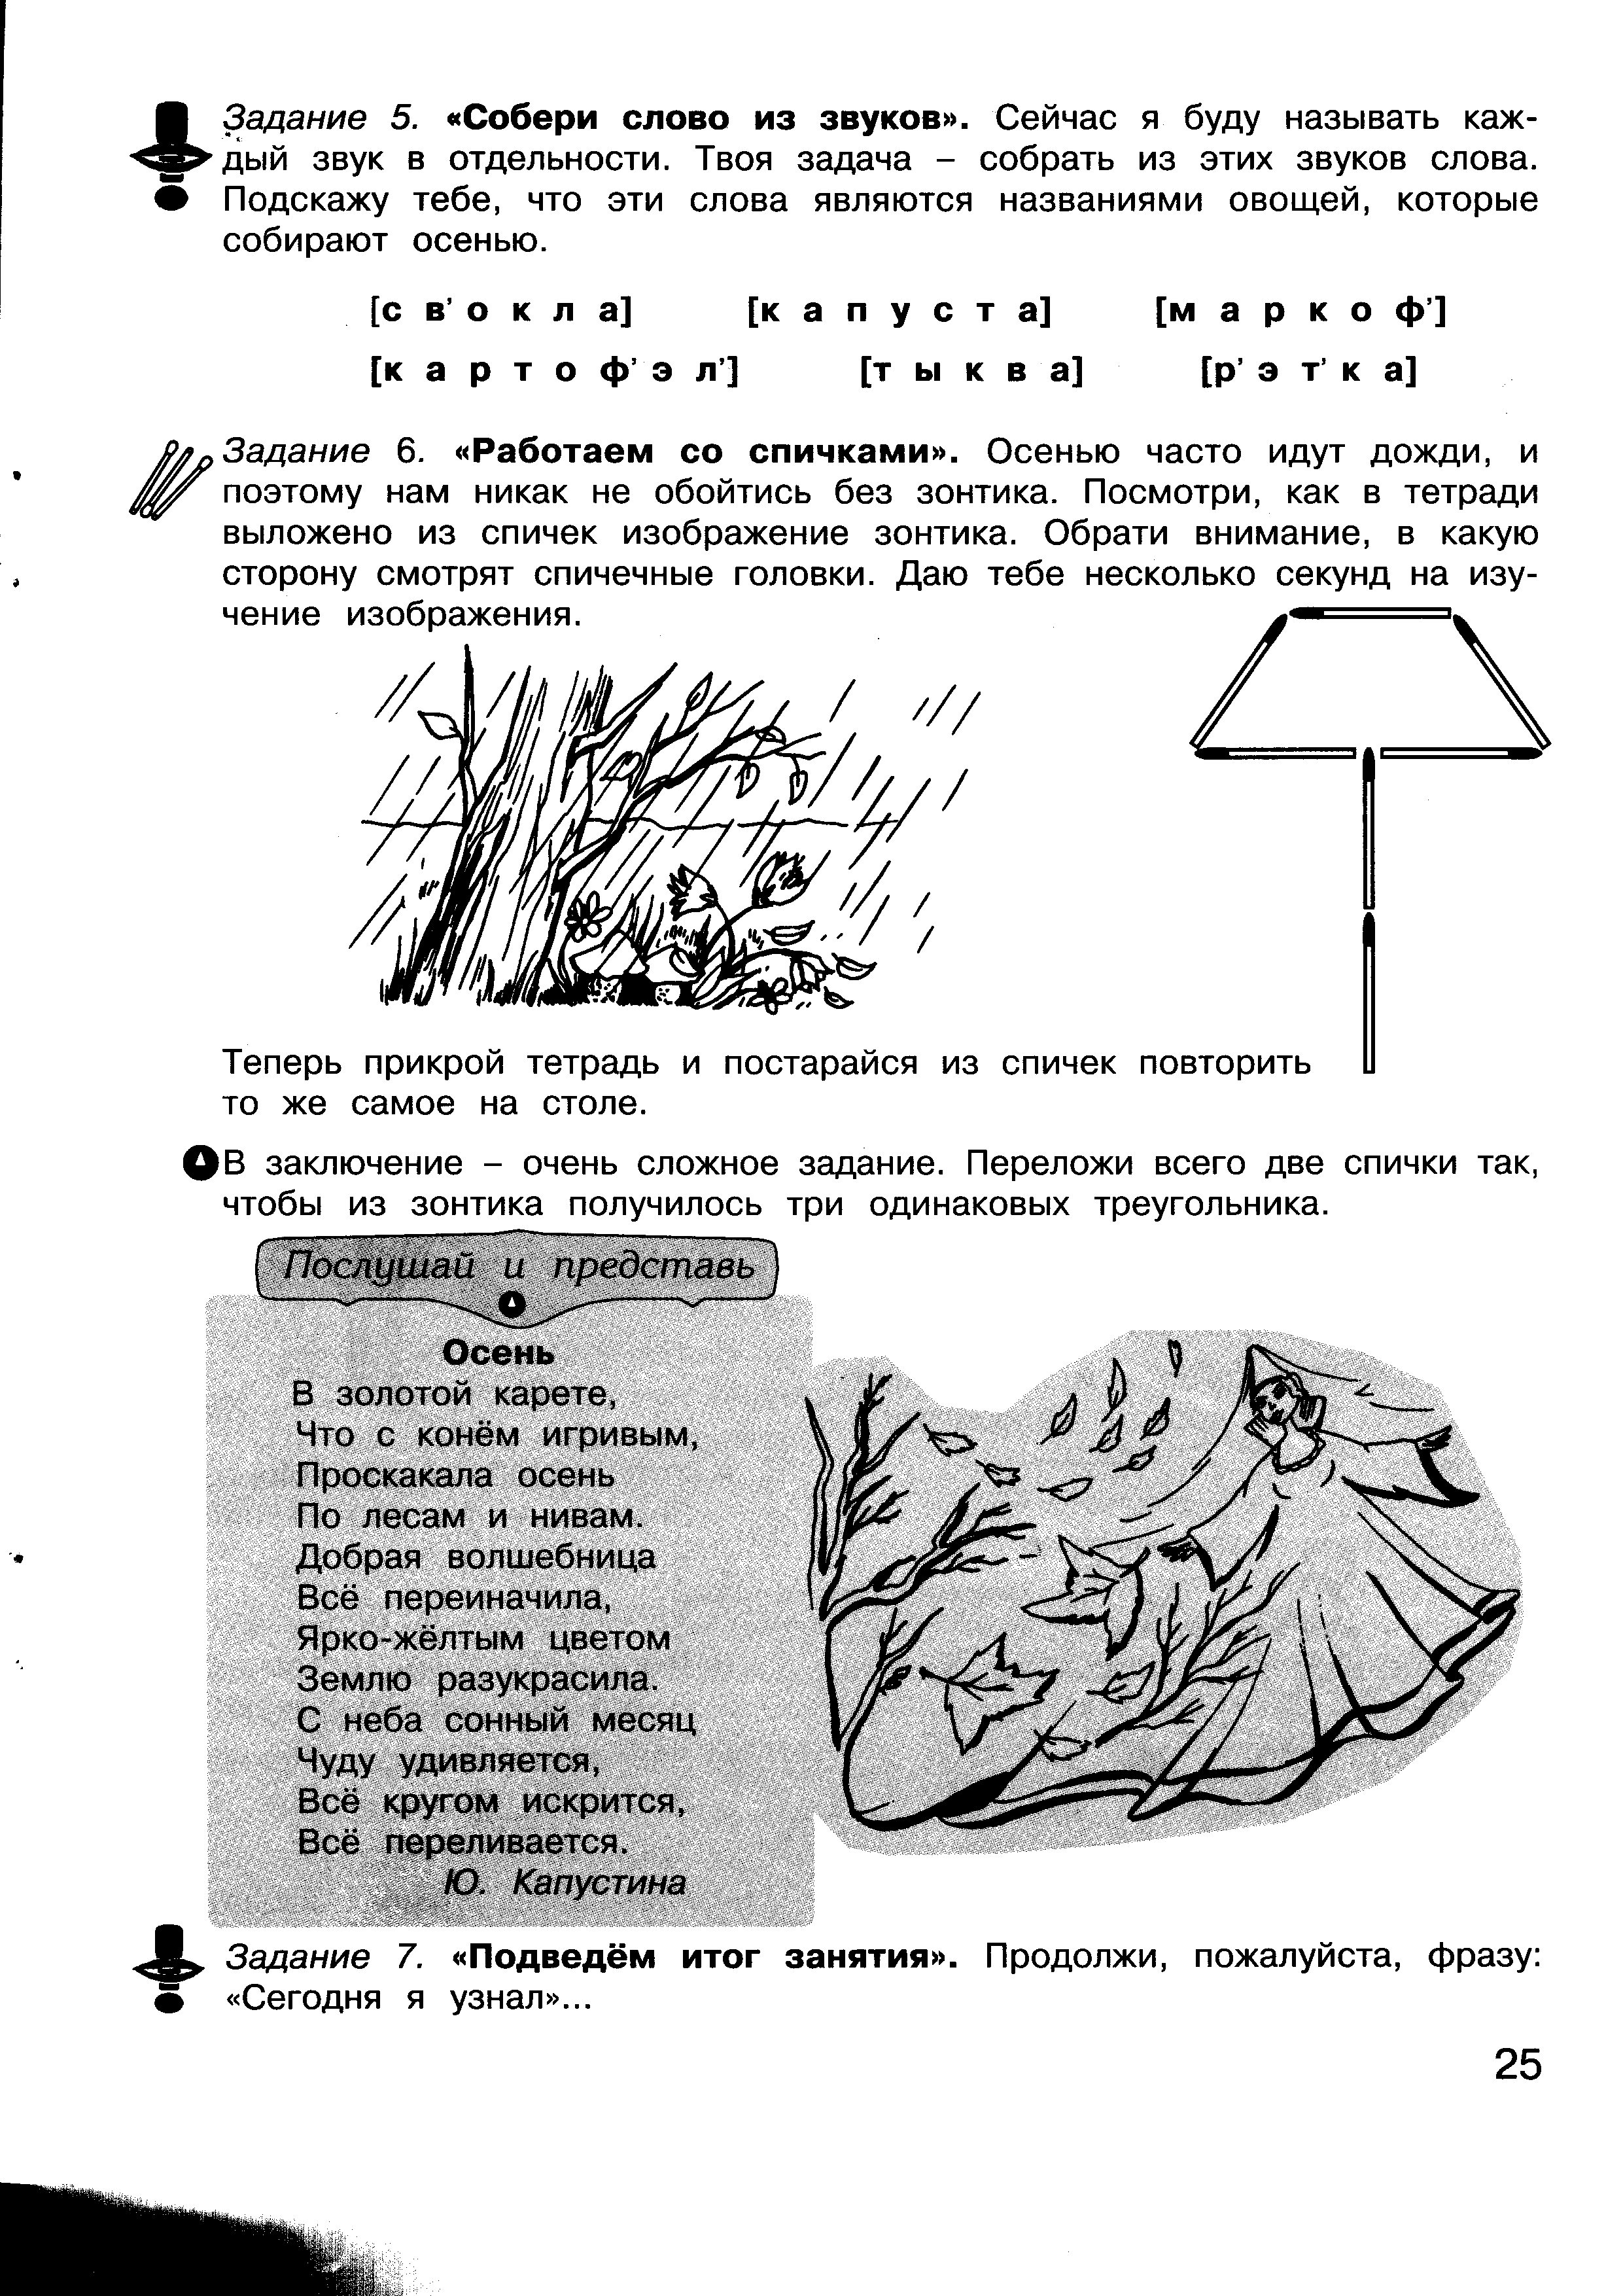 Задание 5. «Собери слово из звуков». Сейчас я буду называть каж-
дый звук в отдельности. Твоя задача – собрать из этих звуков слова.
Подскажу тебе, что эти слова являются названиями овощей, которые
собирают осенью.
[с в’ о к л а] [к а п у с т а] [м а р к о ф’]
[к а р т о ф’ э л’] [т ы к в а] [р’ э т’ к а]
Задание 6. «Работаем со спичками». Осенью часто идут дожди, и
поэтому нам никак не обойтись без зонтика. Посмотри, как в тетради
выложено из спичек изображение зонтика. Обрати внимание, в какую
сторону смотрят спичечные головки. Даю тебе несколько секунд на изу-
чение изображения.
Теперь прикрой тетрадь и постарайся из спичек повторить
то же самое на столе.
В заключение – очень сложное задание. Переложи всего две спички так,
чтобы из зонтика получилось три одинаковых треугольника.
Послушай и представь
Осень
В золотой карете,
Что с конём игривым,
Проскакала осень
По лесам и нивам.
Добрая волшебница
Всё переиначила,
Ярко-жёлтым цветом
Землю разукрасила.
С неба сонный месяц
Чуду удивляется,
Всё кругом искрится,
Всё переливается.
Ю. Капустина
Задание 7. «Подведём итог занятия». Продолжи, пожалуйста, фразу:
«Сегодня я узнал»...
25